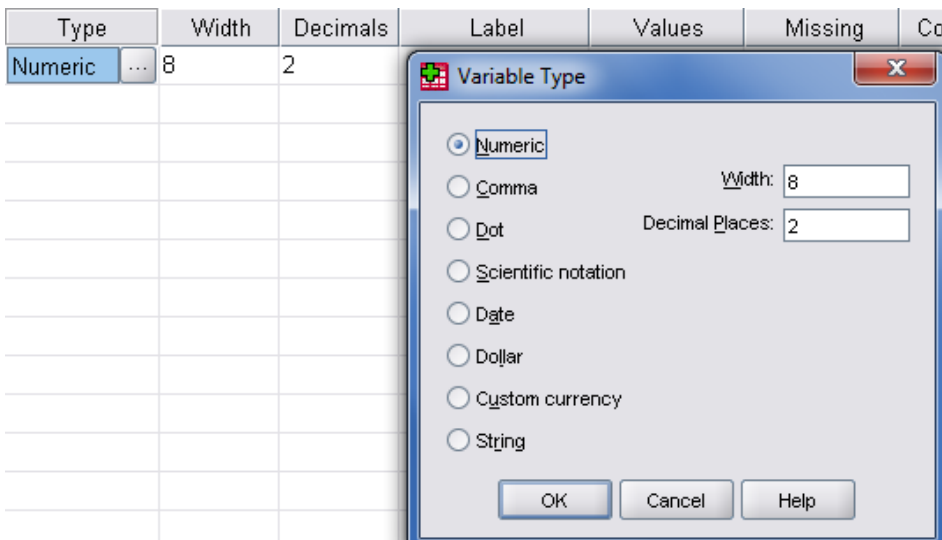 Type Width Decimals Label Values Missing Co
Numeric ... 8 2
Variable Type
Numeric
Comma
Width: 8
Dot
Decimal Places: 2
Scientific notation
Date
Dollar
Custom currency
String
OK Cancel Help